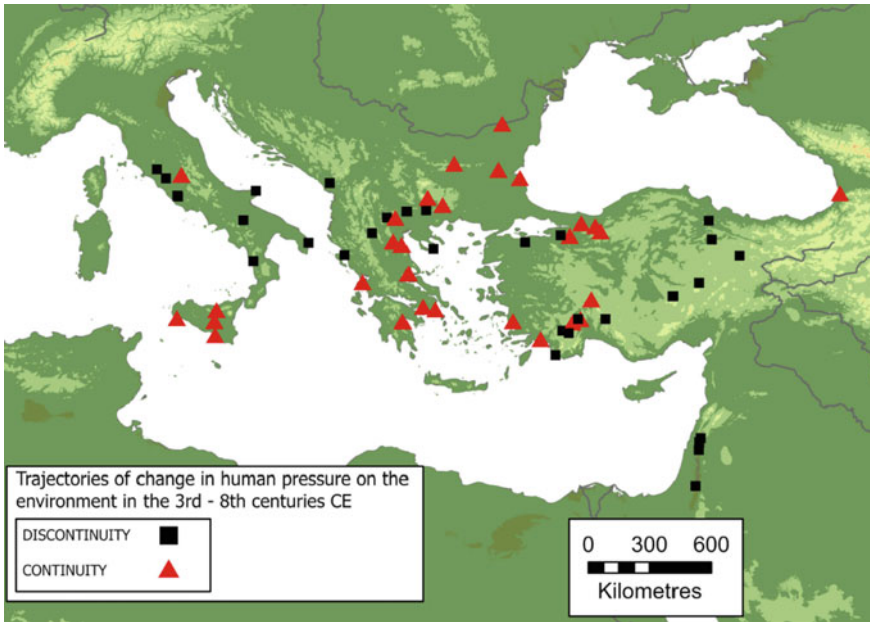 Trajectories of change in human pressure on the
environment in the 3rd - 8th centuries CE
DISCONTINUITY
CONTINUITY
0 300 600
Kilometres